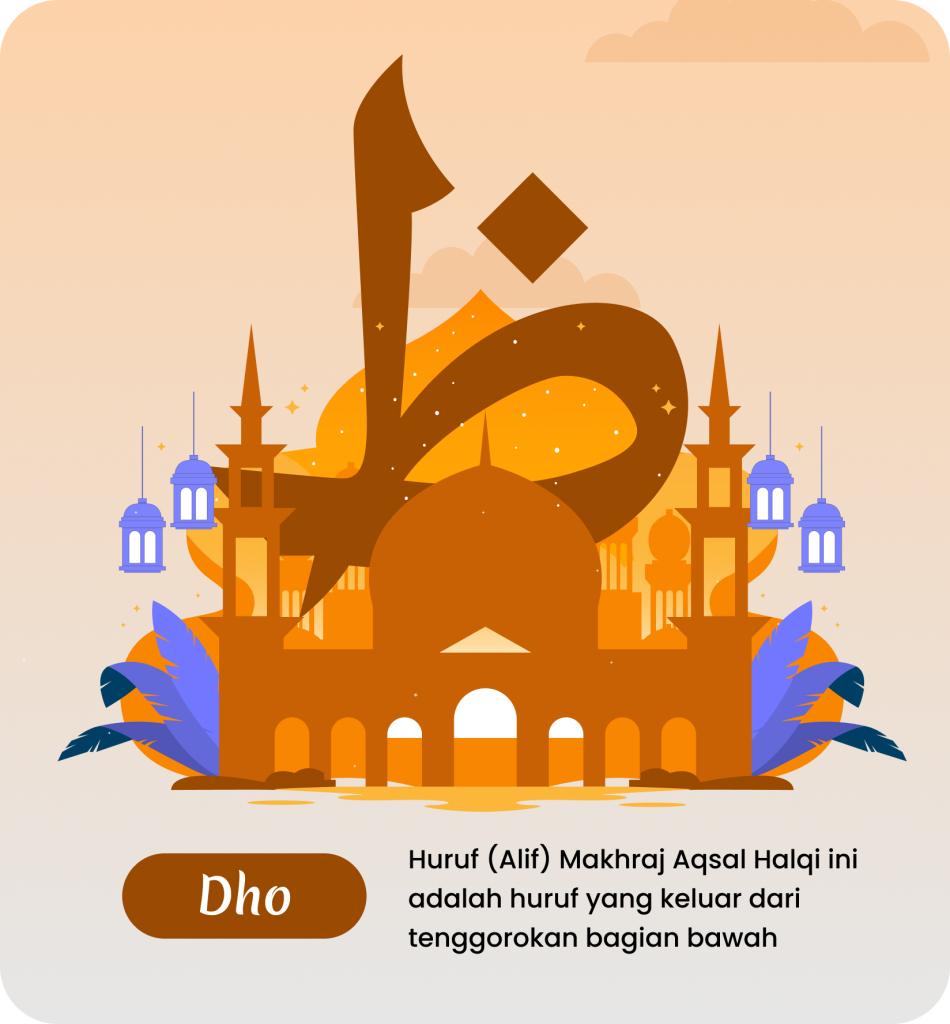 ظ
Dho
Huruf (Alif) Makhraj Aqsal Halqi ini
adalah huruf yang keluar dari
tenggorokan bagian bawah